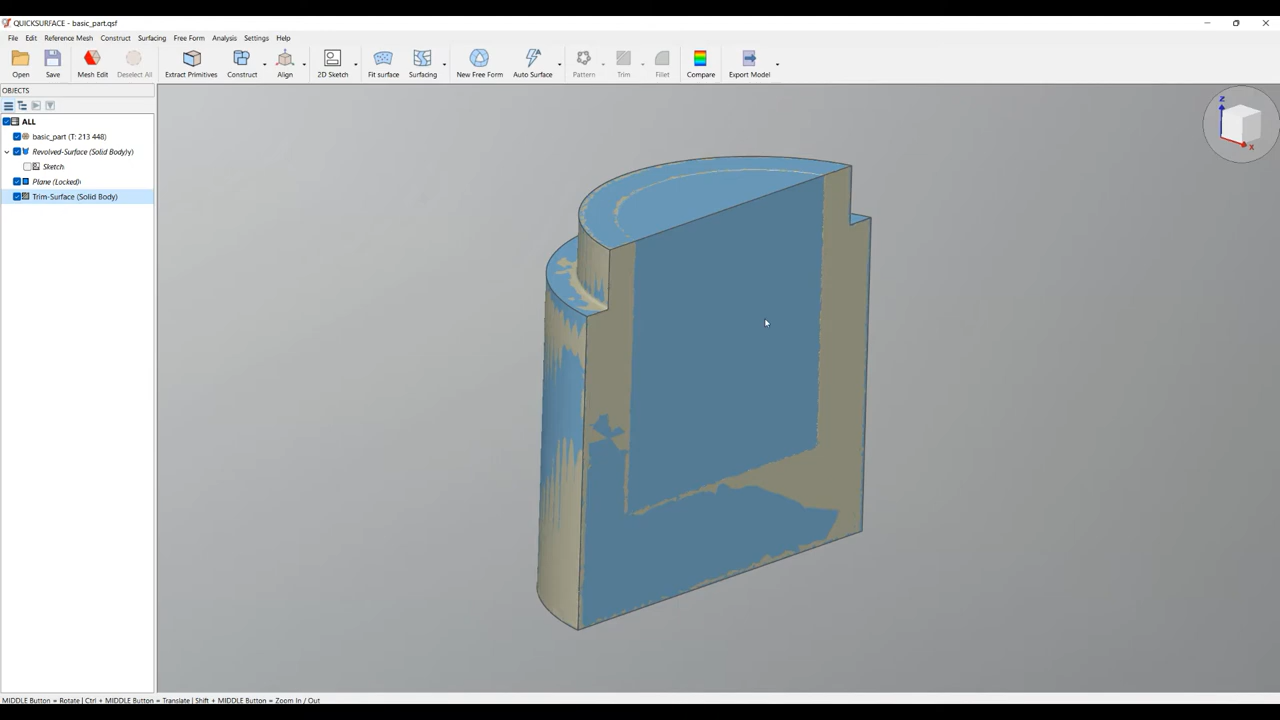 QUICKSURFACE - basic_part.qsf
File Edit Reference Mesh Construct Surfacing Free Form Analysis Settings Help
Open Save Mesh Edit Deselect All Extract Primitives Construct Align 2D Sketch Fit surface Surfacing New Free Form Auto Surface Pattern Trim Fillet Compare Export Model
OBJECTS
ALL
basic_part (T: 213 448)
Revolved-Surface (Solid Body)y)
Sketch
Plane (Locked)
Trim-Surface (Solid Body)
Z
X
MIDDLE Button = Rotate | Ctrl + MIDDLE Button = Translate | Shift + MIDDLE Button = Zoom In / Out